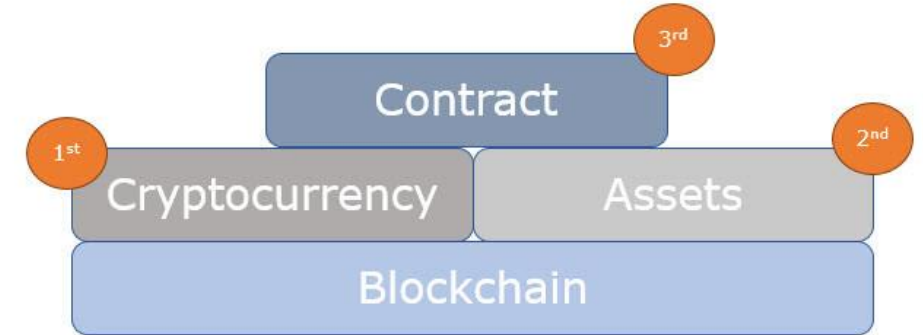 3rd
Contract
1st
2nd
Cryptocurrency
Assets
Blockchain